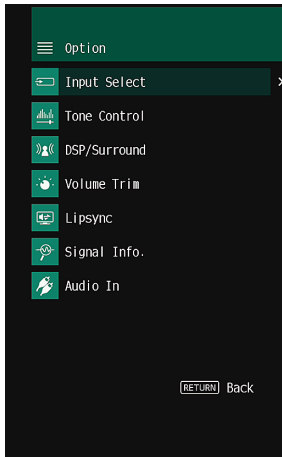 Option
Input Select
Tone Control
DSP/Surround
Volume Trim
Lipsync
Signal Info.
Audio In
RETURN Back